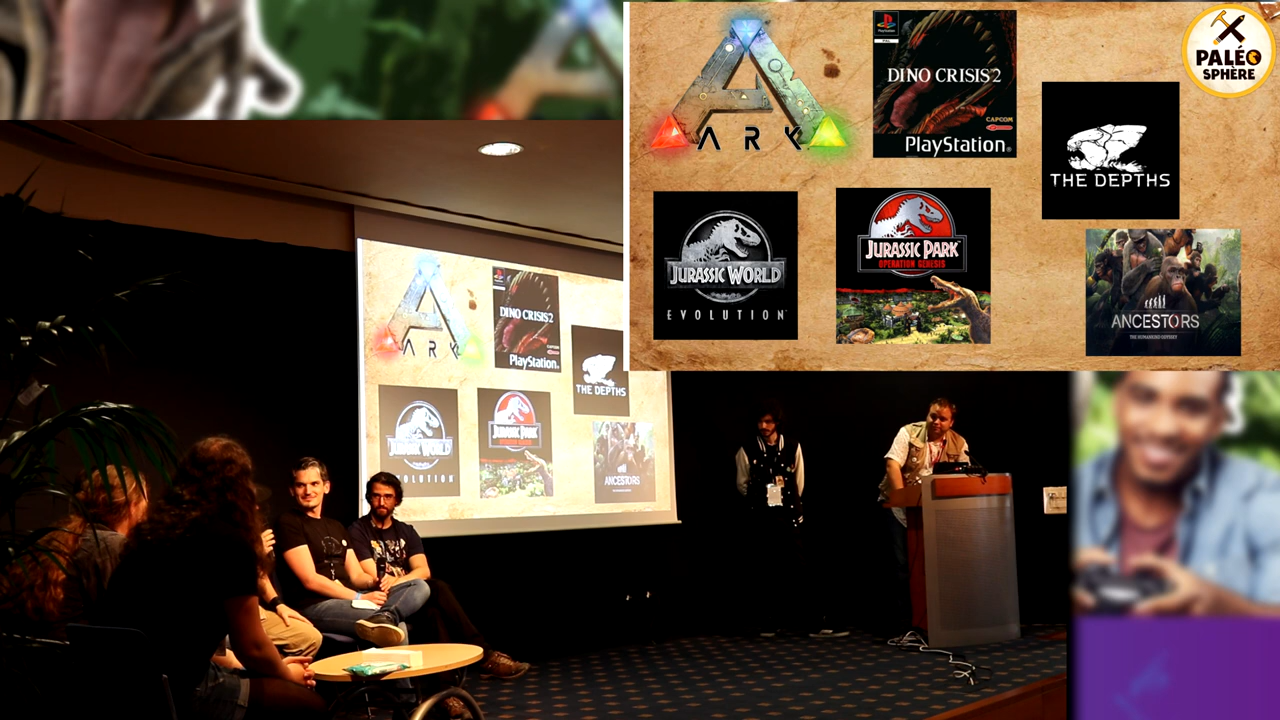 ARK
DINO CRISIS 2
CAPCOM
PlayStation
PALÉO
SPHÈRE
THE DEPTHS
JURASSIC WORLD
EVOLUTION
JURASSIC PARK
OPERATION GENESIS
ANCESTORS
THE HUMANKIND ODYSSEY
ARK
DINO CRISIS 2
PlayStation
THE DEPTHS
JURASSIC WORLD
EVOLUTION
JURASSIC PARK
ANCESTORS